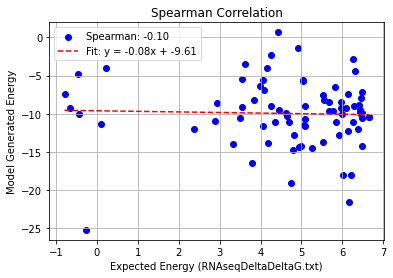 Spearman Correlation
Spearman: -0.10
Fit: y = -0.08x + -9.61
Model Generated Energy
0
−5
−10
−15
−20
−25
−1 0 1 2 3 4 5 6 7
Expected Energy (RNAseqDeltaDeltaG.txt)